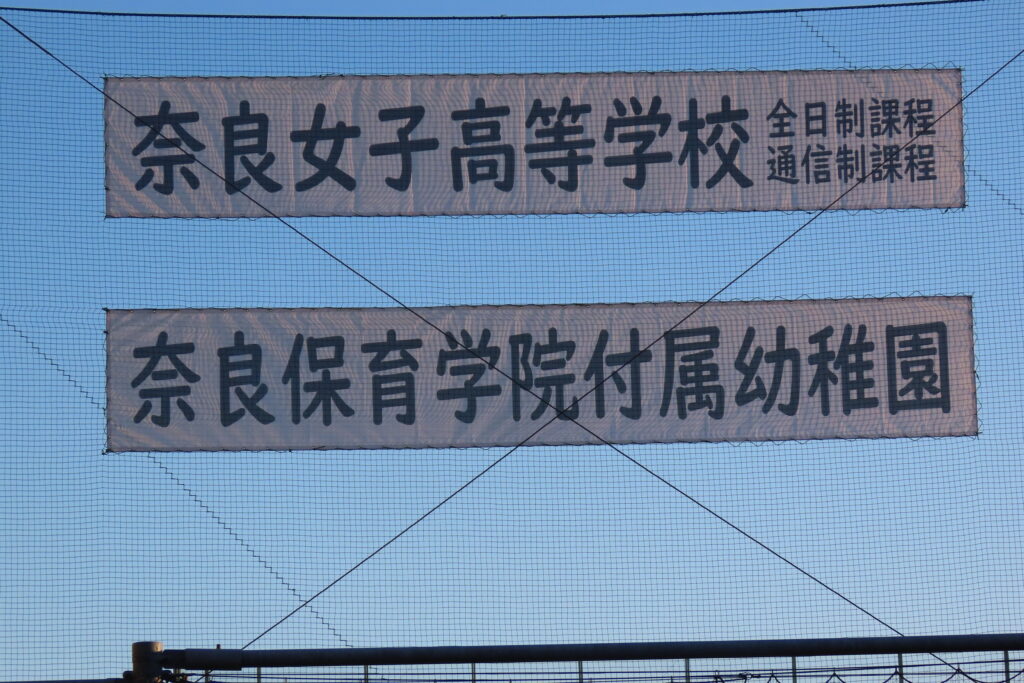 奈良女子高等学校
全日制課程
通信制課程
奈良保育学院付属幼稚園